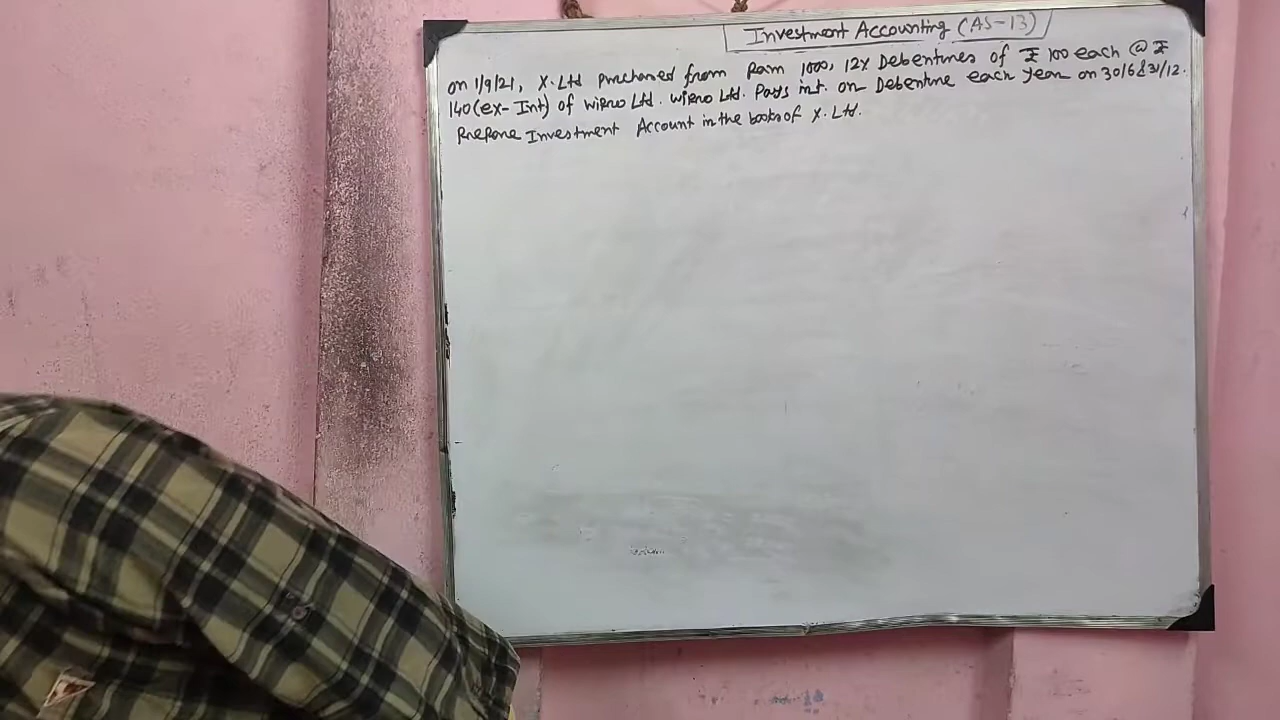 Investment Accounting (AS-13)
on 1/9/21, X. Ltd purchased from Ram 1000, 12% Debentures of ₹ 100 each @ ₹
140 (ex-Int) of wipro Ltd. wipro Ltd. Pays int. on Debentures each year on 30/6 & 31/12.
Prepare Investment Account in the books of X. Ltd.